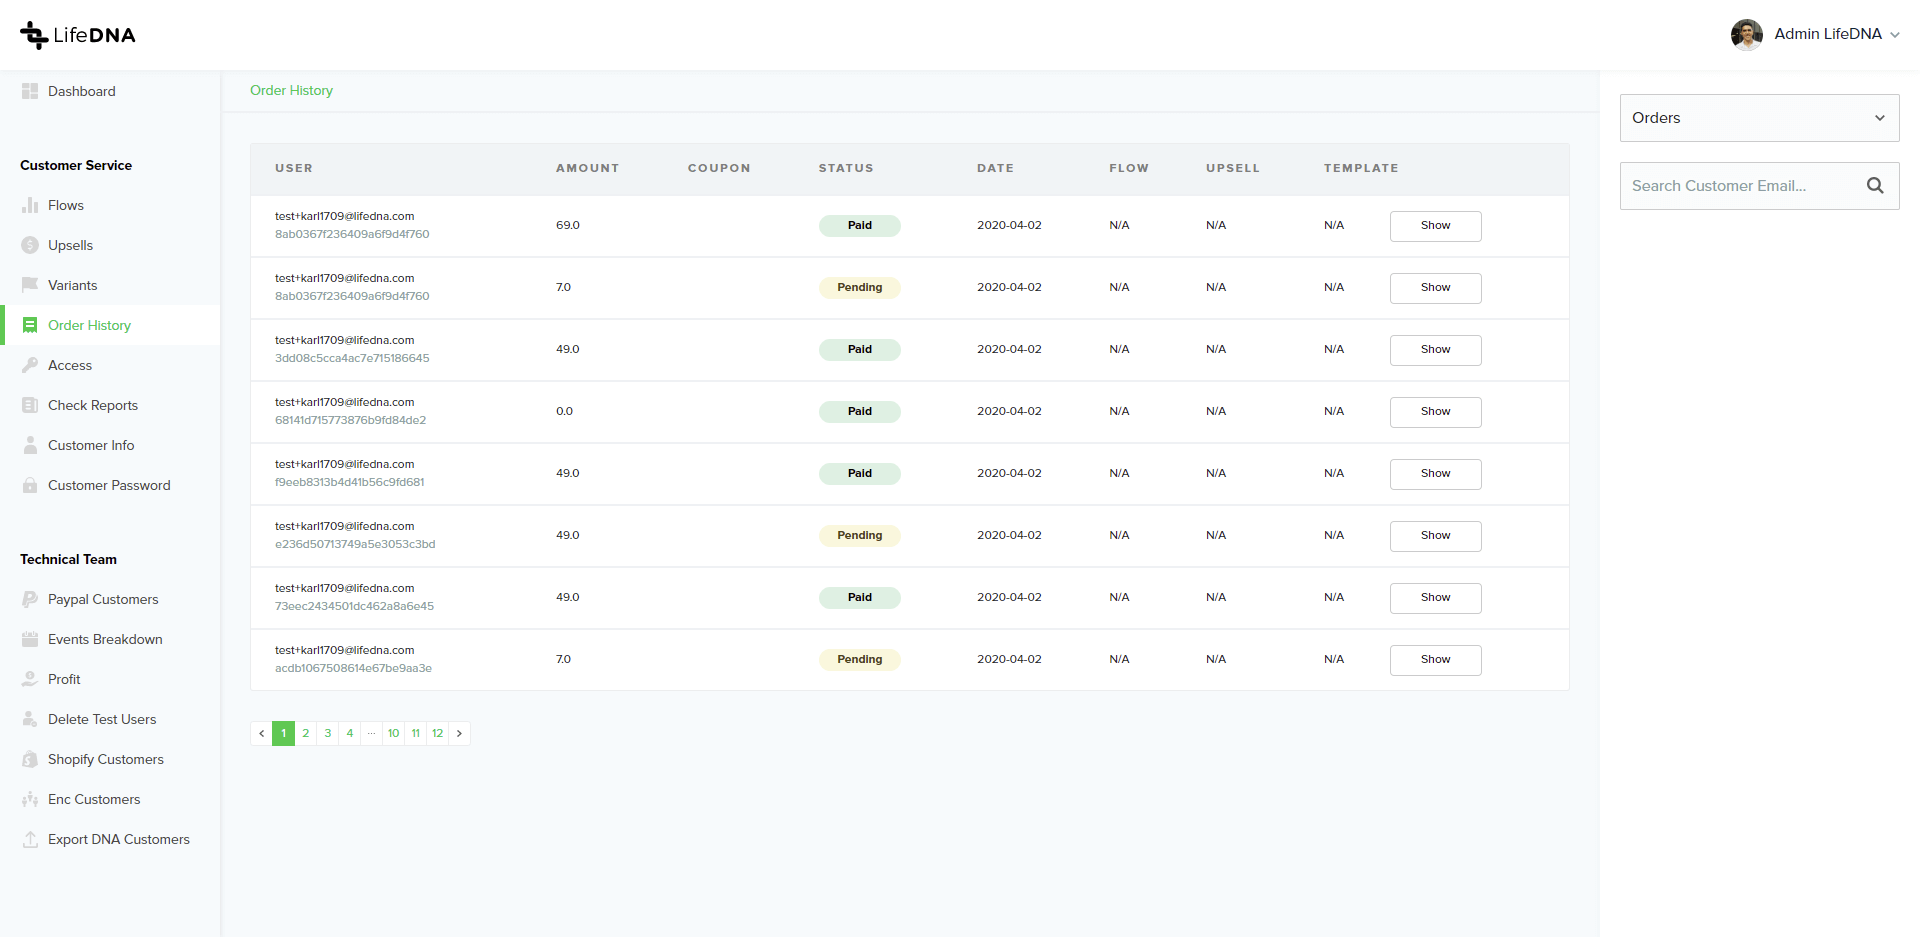 LifeDNA
Admin LifeDNA
Dashboard
Customer Service
Flows
Upsells
Variants
Order History
Access
Check Reports
Customer Info
Customer Password
Technical Team
Paypal Customers
Events Breakdown
Profit
Delete Test Users
Shopify Customers
Enc Customers
Export DNA Customers
Order History
USER AMOUNT COUPON STATUS DATE FLOW UPSELL TEMPLATE
test+karl1709@lifedna.com
8ab0367f236409a6f9d4f760
69.0 Paid 2020-04-02 N/A N/A N/A Show
test+karl1709@lifedna.com
8ab0367f236409a6f9d4f760
7.0 Pending 2020-04-02 N/A N/A N/A Show
test+karl1709@lifedna.com
3dd08c5cca4ac7e715186645
49.0 Paid 2020-04-02 N/A N/A N/A Show
test+karl1709@lifedna.com
68141d715773876b9fd84de2
0.0 Paid 2020-04-02 N/A N/A N/A Show
test+karl1709@lifedna.com
f9eeb8313b4d41b56c9fd681
49.0 Paid 2020-04-02 N/A N/A N/A Show
test+karl1709@lifedna.com
e236d50713749a5e3053c3bd
49.0 Pending 2020-04-02 N/A N/A N/A Show
test+karl1709@lifedna.com
73eec2434501dc462a8a6e45
49.0 Paid 2020-04-02 N/A N/A N/A Show
test+karl1709@lifedna.com
acdb1067508614e67be9aa3e
7.0 Pending 2020-04-02 N/A N/A N/A Show
1 2 3 4 ... 10 11 12
Orders
Search Customer Email...